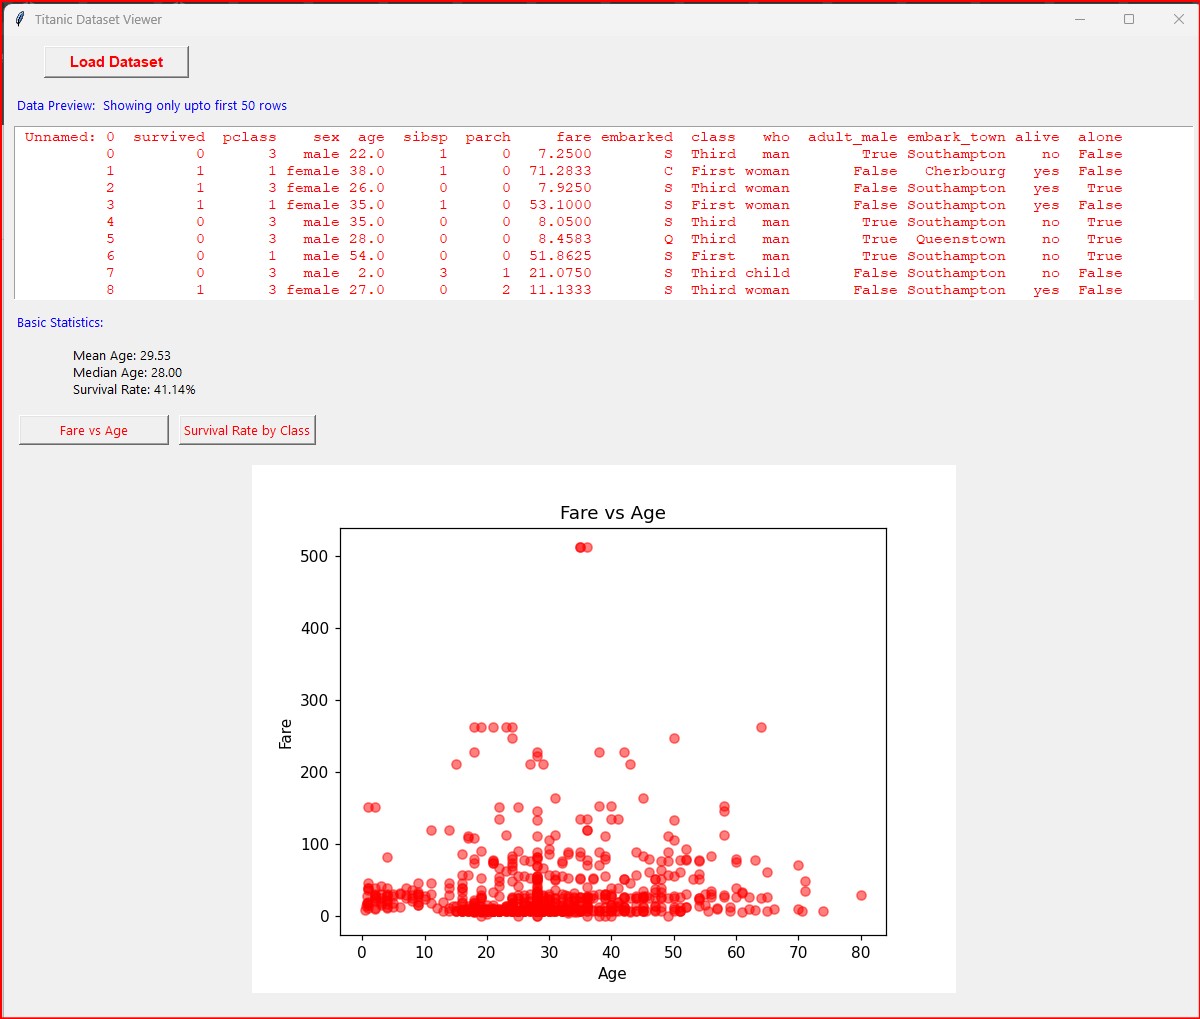 Titanic Dataset Viewer
Load Dataset
Data Preview:  Showing only upto first 50 rows
Unnamed: 0  survived  pclass    sex  age  sibsp  parch     fare embarked  class   who  adult_male embark_town alive  alone
0  0  3  male 22.0  1  0  7.2500  S  Third  man  True Southampton  no  False
1  1  1 female 38.0  1  0  71.2833  C  First woman  False  Cherbourg  yes  False
2  1  3 female 26.0  0  0  7.9250  S  Third woman  False Southampton  yes  True
3  1  1 female 35.0  1  0  53.1000  S  First woman  False Southampton  yes  False
4  0  3  male 35.0  0  0  8.0500  S  Third  man  True Southampton  no  True
5  0  3  male 28.0  0  0  8.4583  Q  Third  man  True  Queenstown  no  True
6  0  1  male 54.0  0  0  51.8625  S  First  man  True Southampton  no  True
7  0  3  male  2.0  3  1  21.0750  S  Third child  False Southampton  no  False
8  1  3 female 27.0  0  2  11.1333  S  Third woman  False Southampton  yes  False
Basic Statistics:
Mean Age: 29.53
Median Age: 28.00
Survival Rate: 41.14%
Fare vs Age  Survival Rate by Class
Fare vs Age
500
400
300
200
100
0
Fare
0 10 20 30 40 50 60 70 80
Age